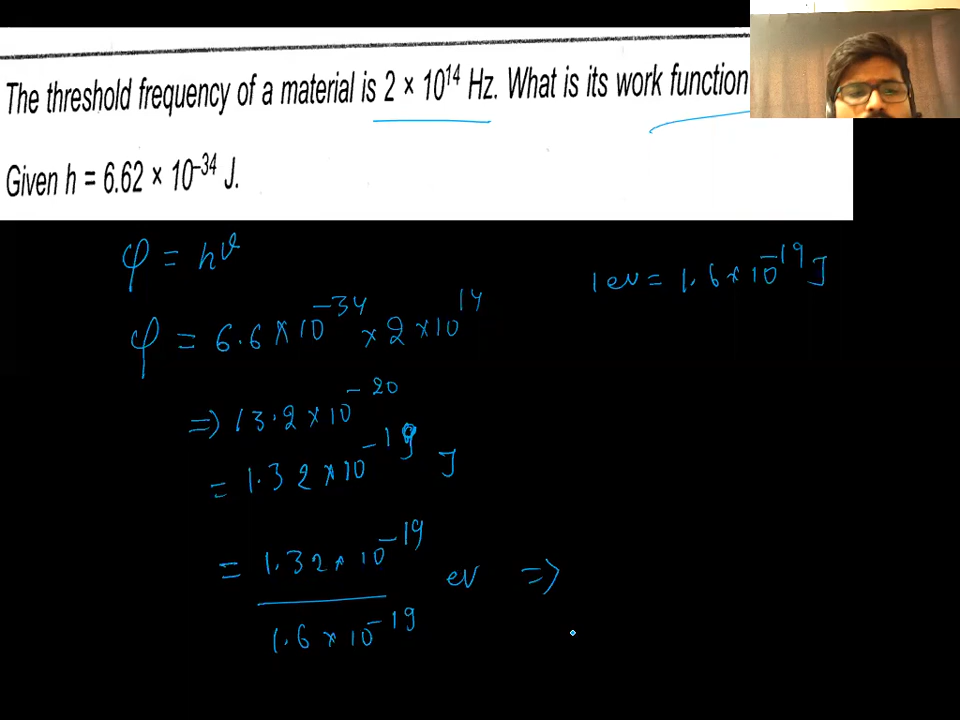 The threshold frequency of a material is 2 × 10¹⁴ Hz. What is its work function
Given h = 6.62 × 10⁻³⁴ J.
φ = hν
1 ev = 1.6 × 10⁻¹⁹ J
φ = 6.6 × 10⁻³⁴ × 2 × 10¹⁴
⇒ 13.2 × 10⁻²⁰
= 1.32 × 10⁻¹⁹ J
= 1.32 × 10⁻¹⁹ / 1.6 × 10⁻¹⁹ ev ⇒